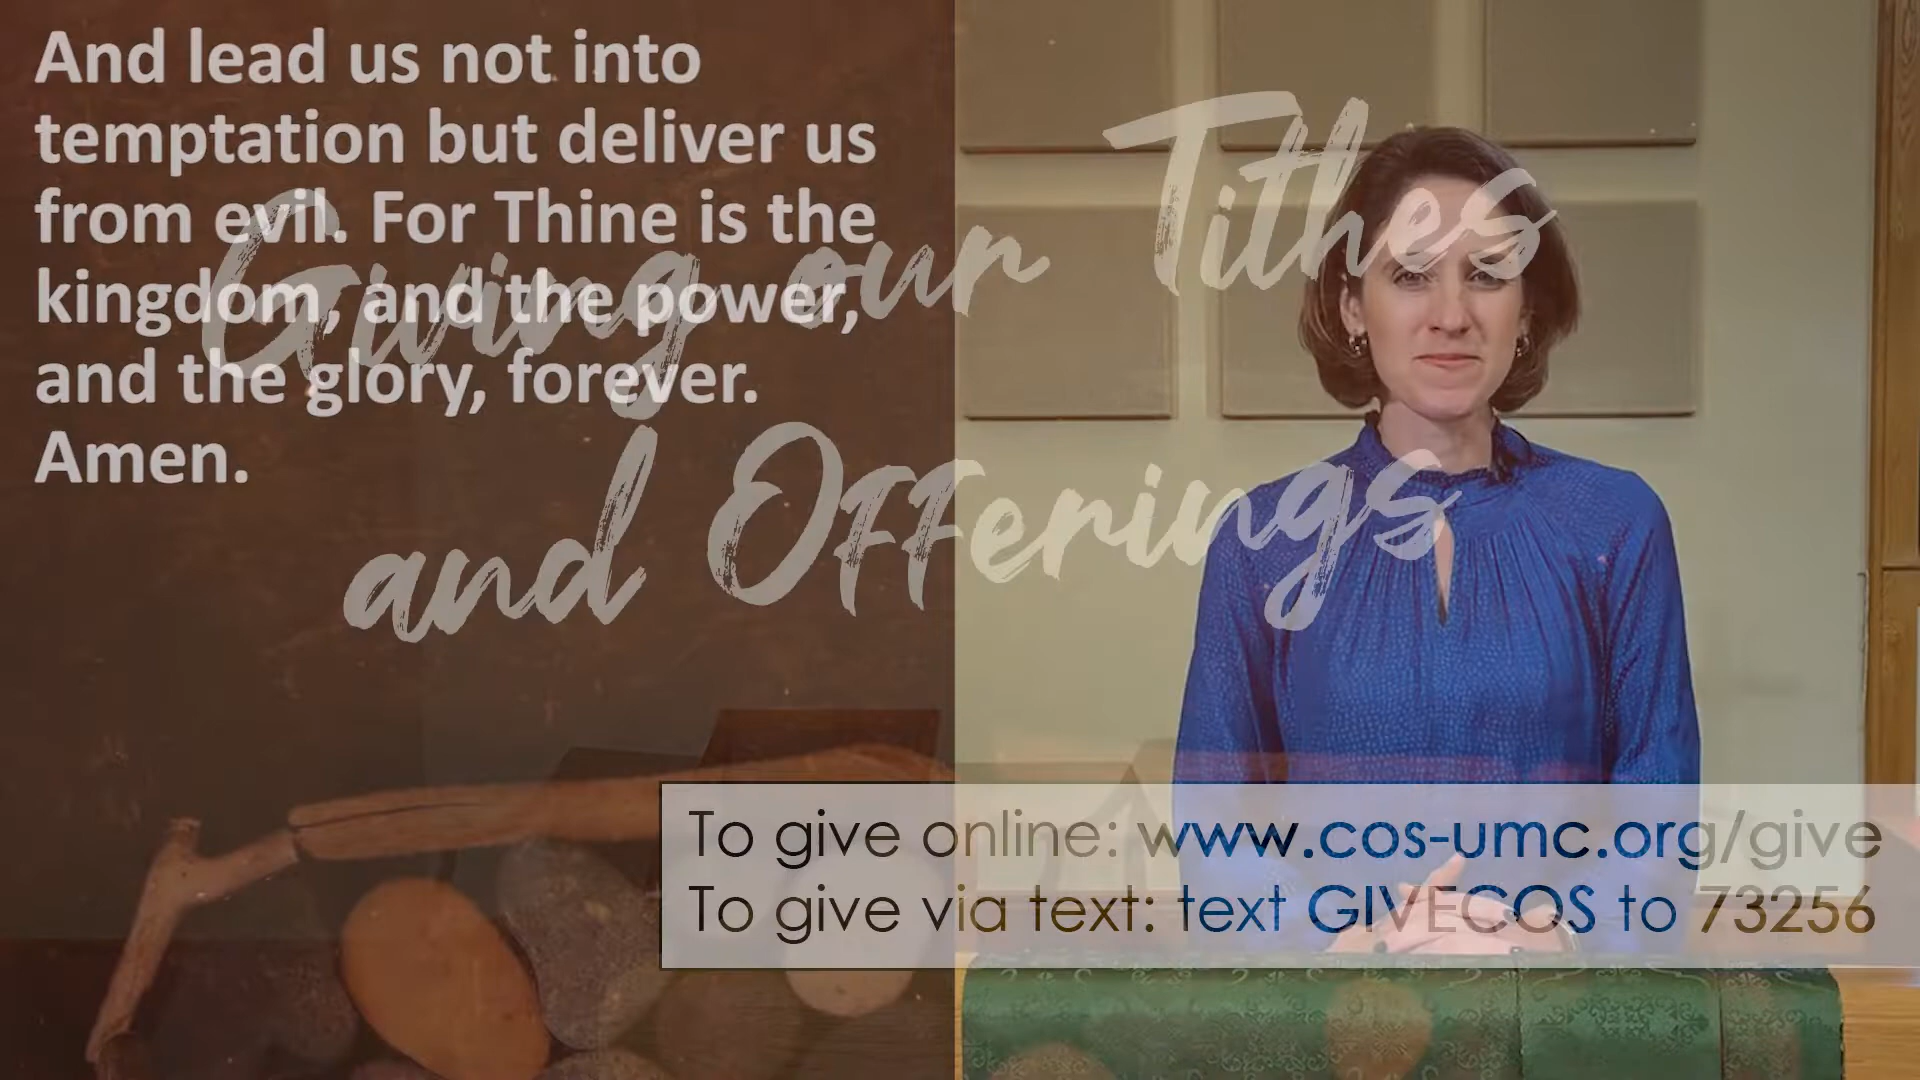 And lead us not into
temptation but deliver us
from evil. For Thine is the
kingdom, and the power,
and the glory, forever.
Amen.
Giving our Tithes
and Offerings
To give online: www.cos-umc.org/give
To give via text: text GIVECOS to 73256